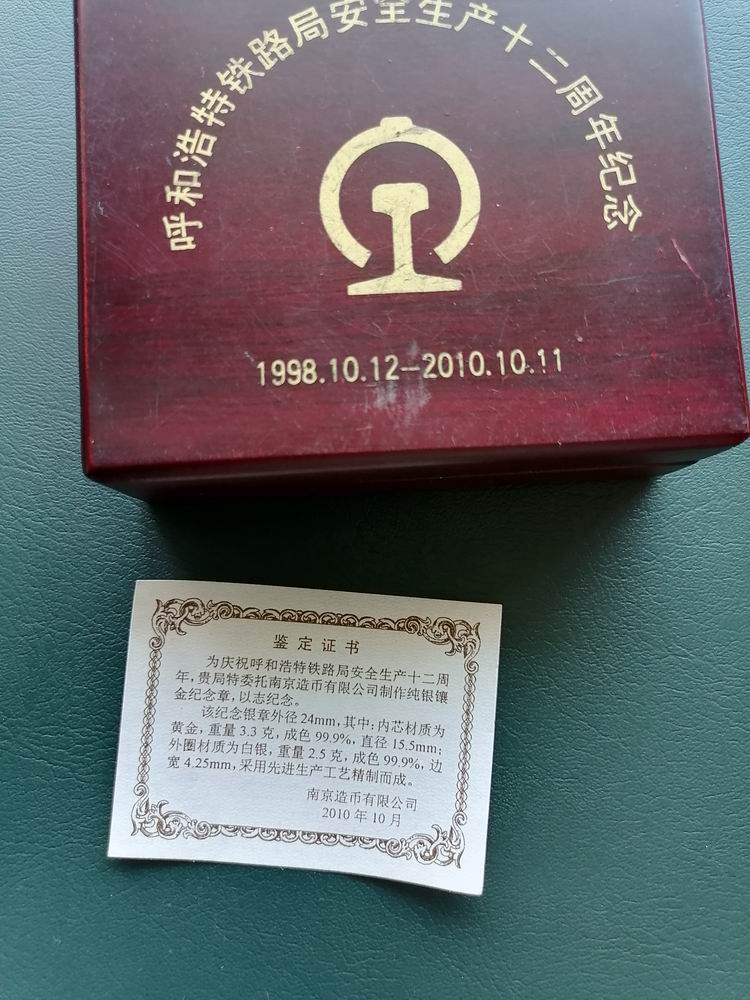 呼和浩特铁路局安全生产十二周年纪念
1998.10.12-2010.10.11
鉴定证书
为庆祝呼和浩特铁路局安全生产十二周
年,贵局特委托南京造币有限公司制作纯银镶
金纪念章,以志纪念。
该纪念银章外径24mm,其中:内芯材质为
黄金,重量3.3克,成色99.9%,直径15.5mm;
外圈材质为白银,重量2.5克,成色99.9%,边
宽4.25mm,采用先进生产工艺精制而成。
南京造币有限公司
2010年10月